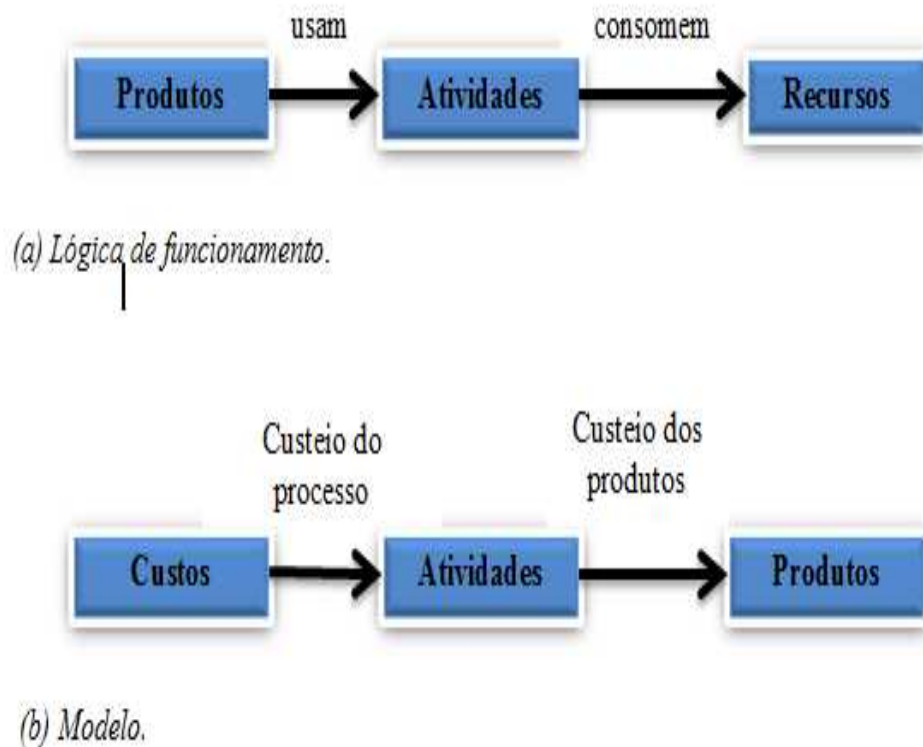 usam
consomem
Produtos
Atividades
Recursos
(a) Lógica de funcionamento.
Custeio do
processo
Custeio dos
produtos
Custos
Atividades
Produtos
(b) Modelo.